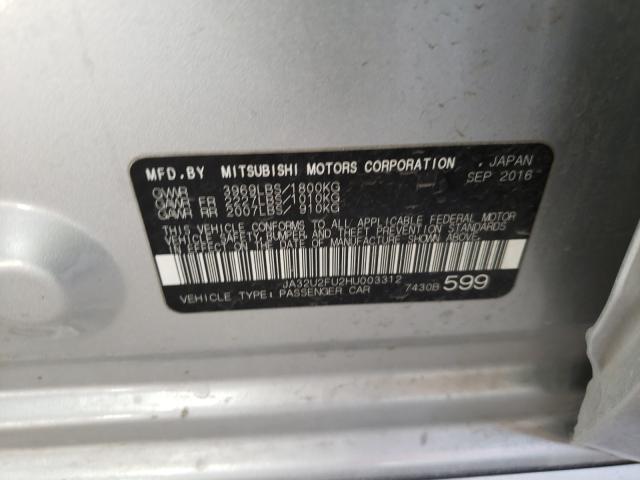 MFD.BY MITSUBISHI MOTORS CORPORATION , JAPAN
SEP 2016
GVWR 3969LBS/1800KG
GAWR FR 2227LBS/1010KG
GAWR RR 2007LBS/ 910KG
THIS VEHICLE CONFORMS TO ALL APPLICABLE FEDERAL MOTOR
VEHICLE SAFETY, BUMPER, AND THEFT PREVENTION STANDARDS
IN EFFECT ON THE DATE OF MANUFACTURE SHOWN ABOVE.
JA32U2FU2HU003312
VEHICLE TYPE: PASSENGER CAR 7430B 599